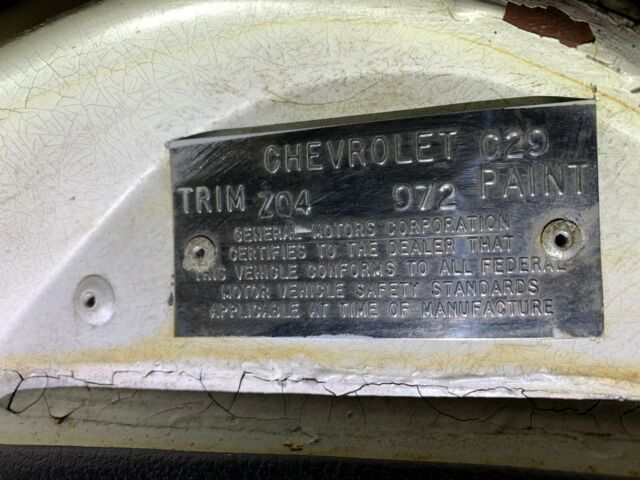 CHEVROLET C29
TRIM ZQ4 972 PAINT
GENERAL MOTORS CORPORATION
CERTIFIES TO THE DEALER THAT
THIS VEHICLE CONFORMS TO ALL FEDERAL
MOTOR VEHICLE SAFETY STANDARDS
APPLICABLE AT TIME OF MANUFACTURE